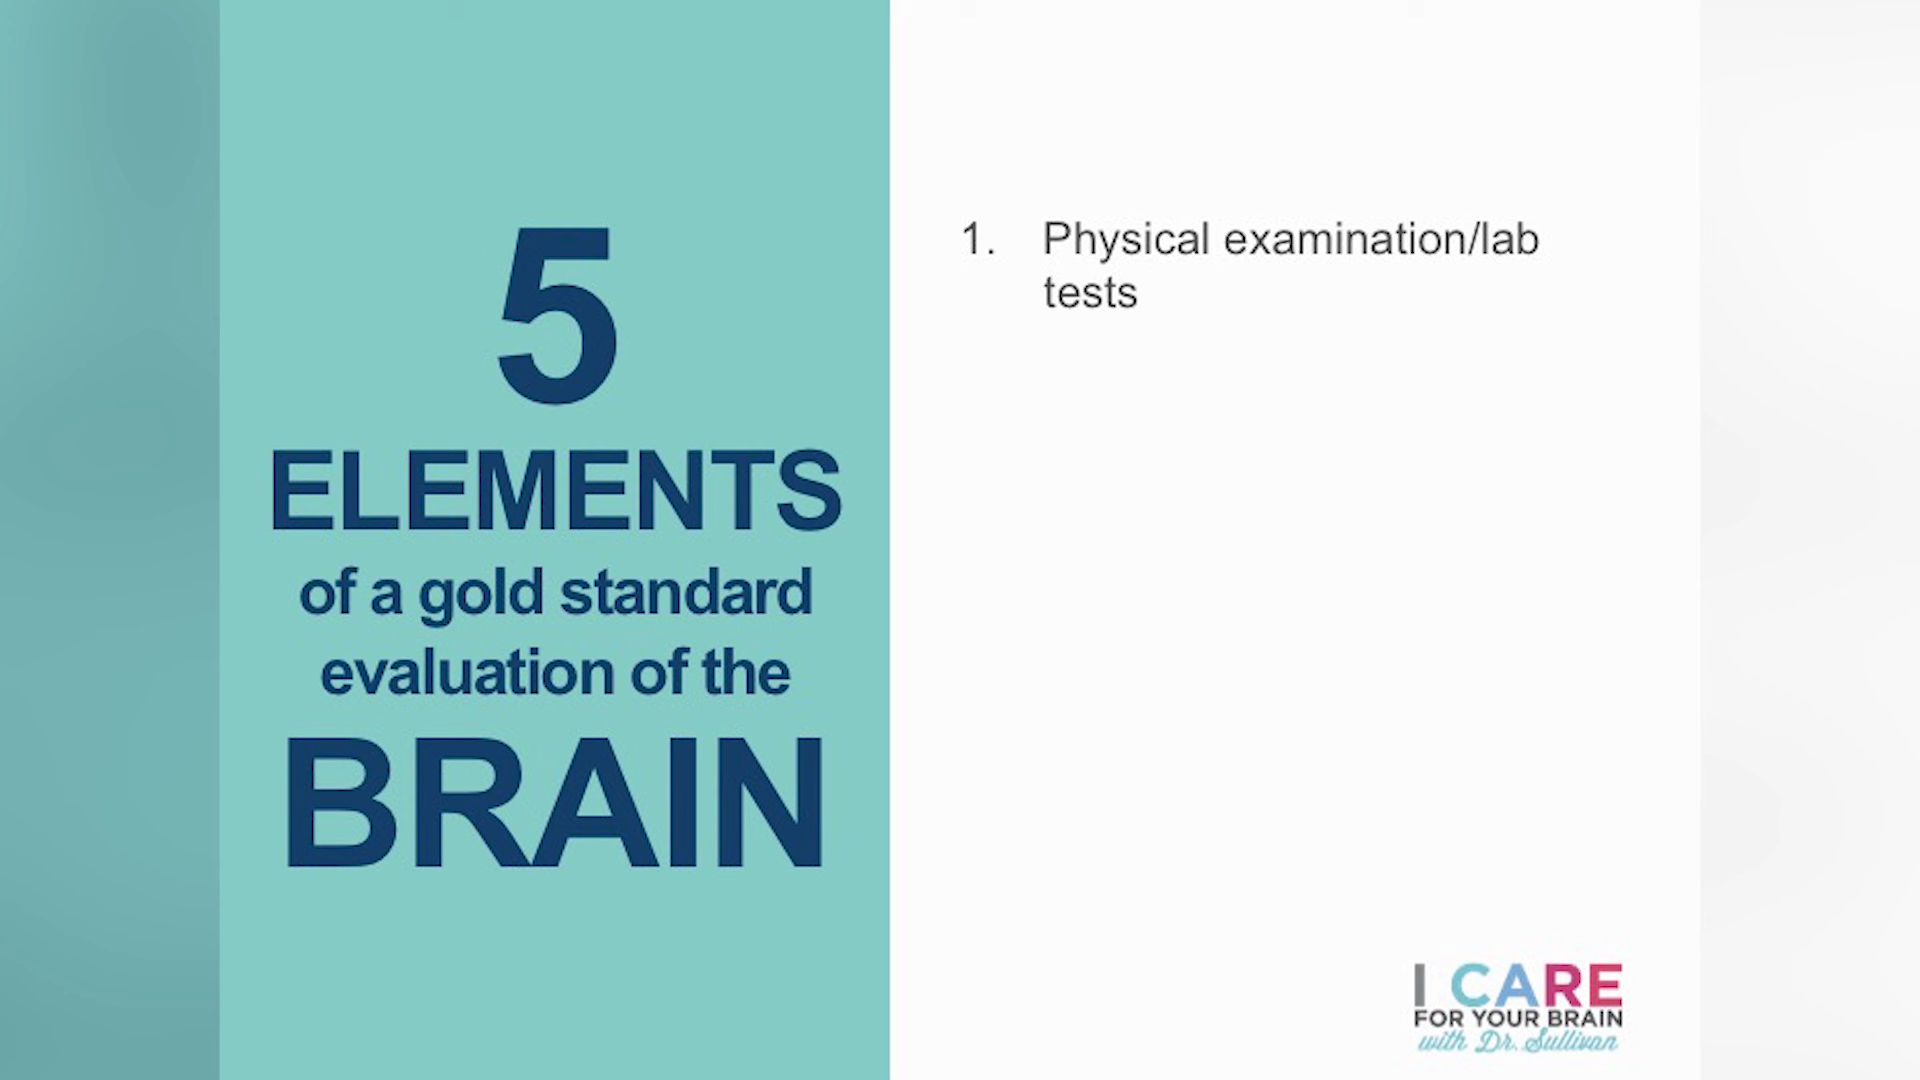 5
ELEMENTS
of a gold standard
evaluation of the
BRAIN
1. Physical examination/lab
tests
I CARE
FOR YOUR BRAIN
with Dr. Sullivan